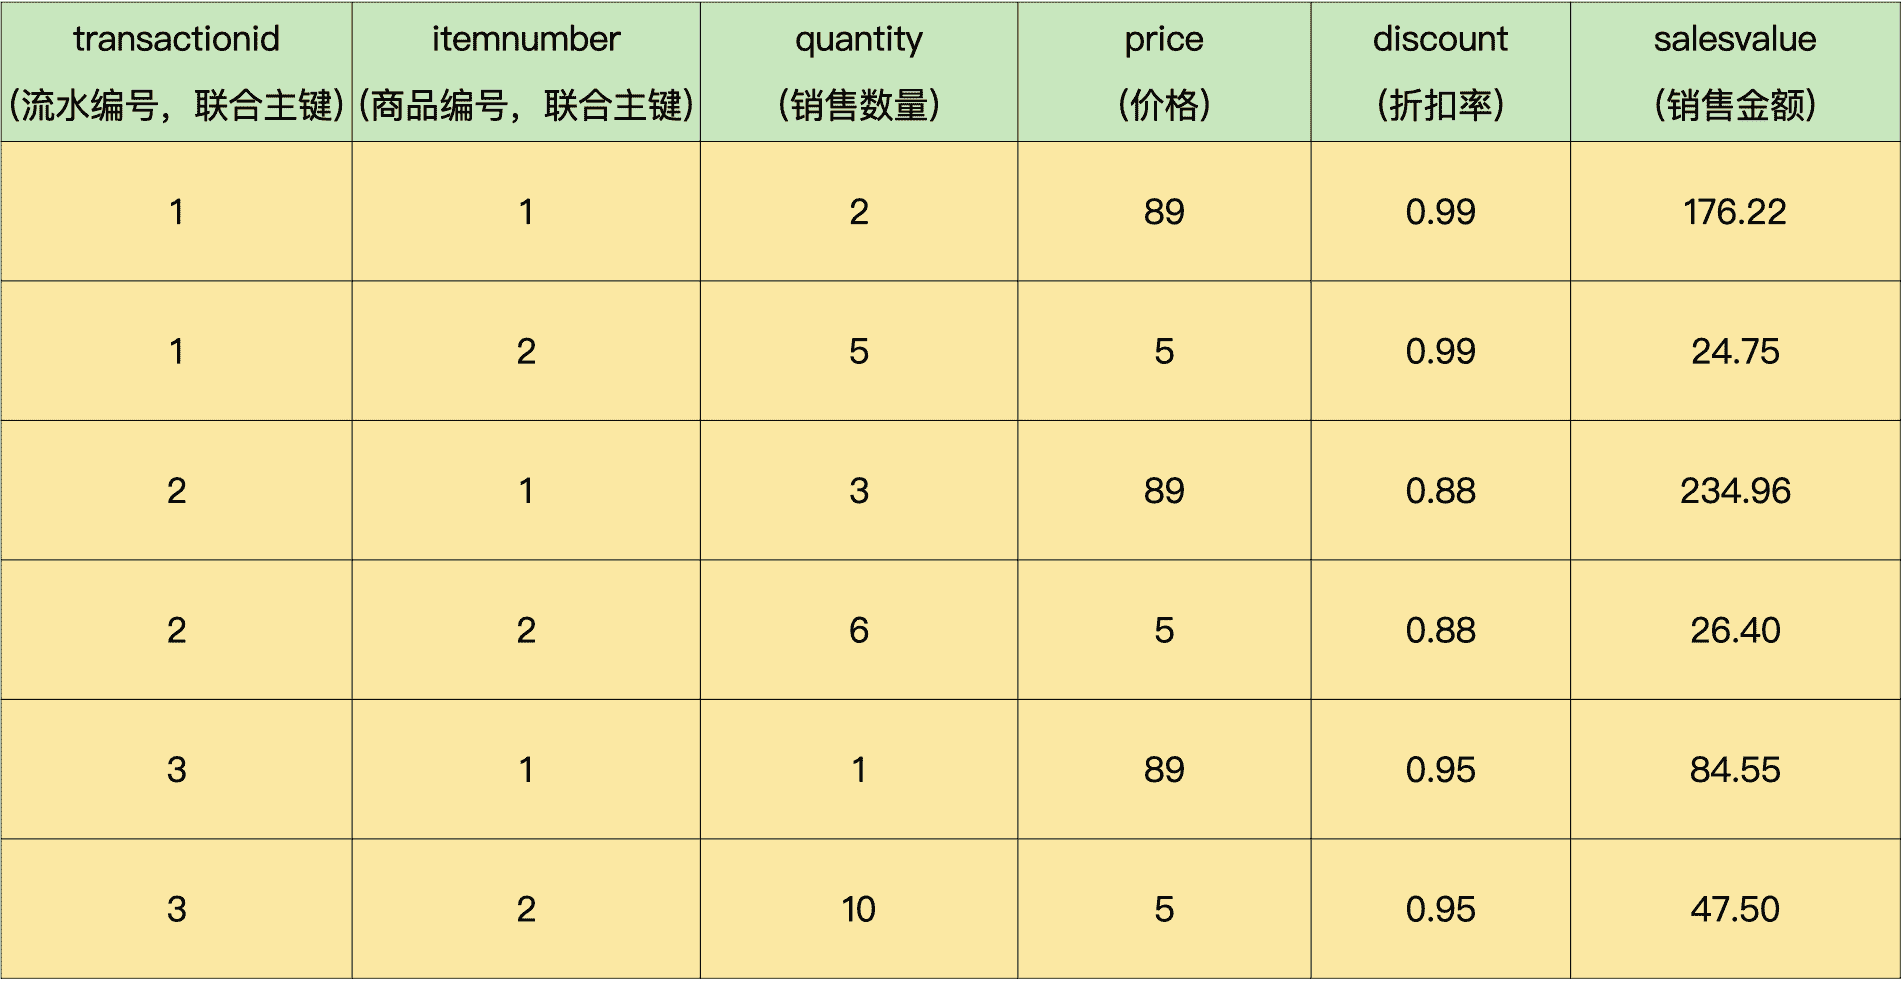 transactionid itemnumber quantity price discount salesvalue
(流水编号，联合主键) (商品编号，联合主键) (销售数量) (价格) (折扣率) (销售金额)
1 1 2 89 0.99 176.22
1 2 5 5 0.99 24.75
2 1 3 89 0.88 234.96
2 2 6 5 0.88 26.40
3 1 1 89 0.95 84.55
3 2 10 5 0.95 47.50